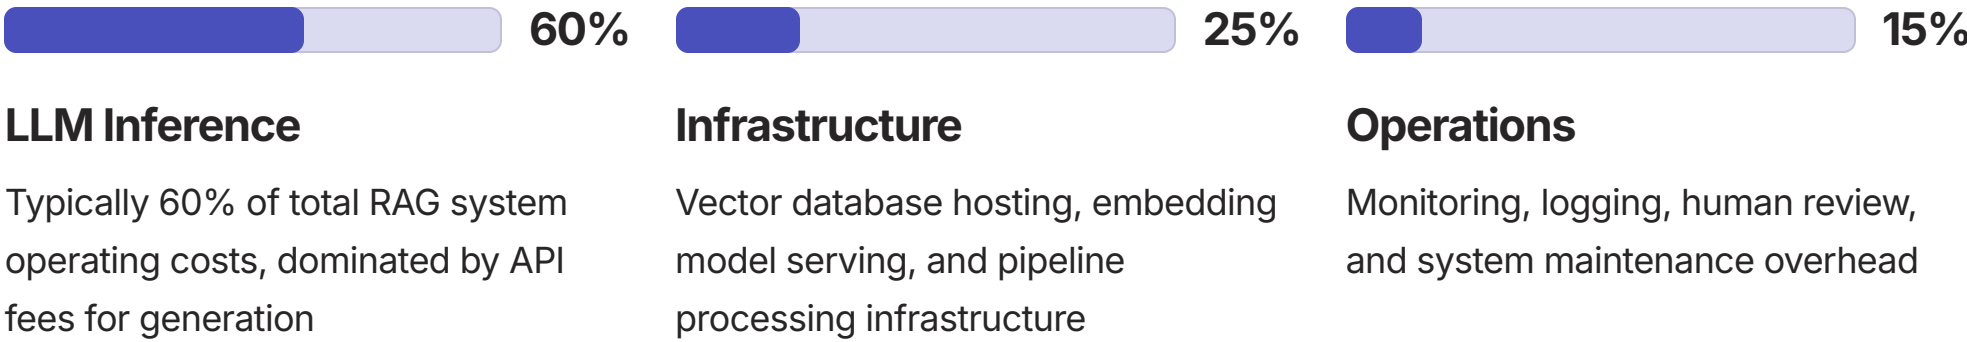 60%
LLM Inference
Typically 60% of total RAG system
operating costs, dominated by API
fees for generation
25%
Infrastructure
Vector database hosting, embedding
model serving, and pipeline
processing infrastructure
15%
Operations
Monitoring, logging, human review,
and system maintenance overhead